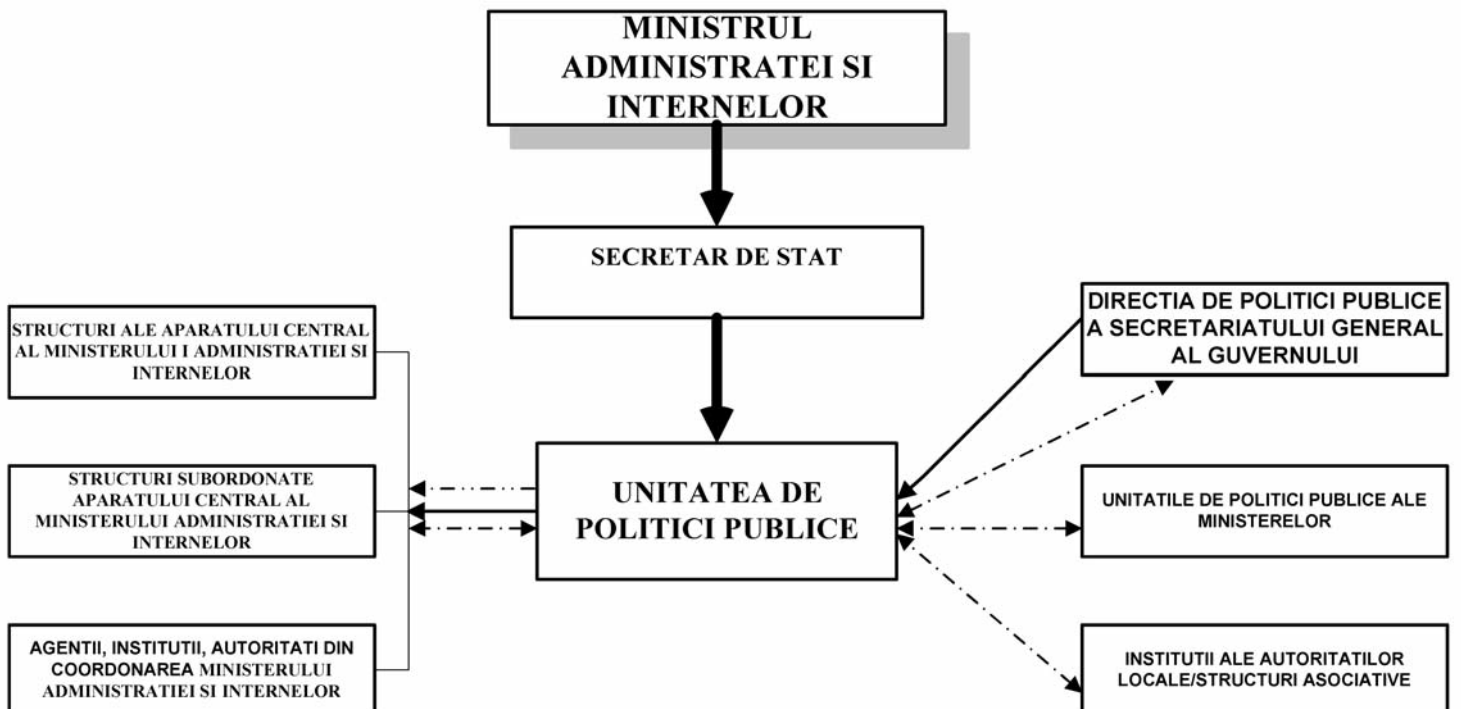 MINISTRUL
ADMINISTRATEI SI
INTERNELOR
SECRETAR DE STAT
STRUCTURI ALE APARATULUI CENTRAL
AL MINISTERULUI I ADMINISTRATIEI SI
INTERNELOR
DIRECTIA DE POLITICI PUBLICE
A SECRETARIATULUI GENERAL
AL GUVERNULUI
STRUCTURI SUBORDONATE
APARATULUI CENTRAL AL
MINISTERULUI ADMINISTRATIEI SI
INTERNELOR
UNITATEA DE
POLITICI PUBLICE
UNITATILE DE POLITICI PUBLICE ALE
MINISTERELOR
AGENTII, INSTITUTII, AUTORITATI DIN
COORDONAREA MINISTERULUI
ADMINISTRATIEI SI INTERNELOR
INSTITUTII ALE AUTORITATILOR
LOCALE/STRUCTURI ASOCIATIVE